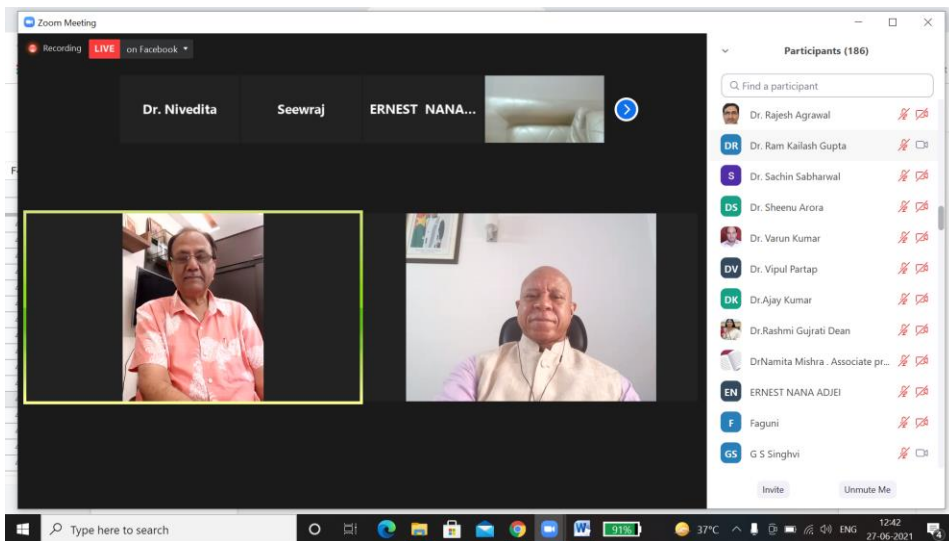 Zoom Meeting
Recording LIVE on Facebook
Participants (186)
Find a participant
Dr. Nivedita Seewraj ERNEST NANA...
Dr. Rajesh Agrawal
DR Dr. Ram Kailash Gupta
S Dr. Sachin Sabharwal
DS Dr. Sheenu Arora
Dr. Varun Kumar
DV Dr. Vipul Partap
DK Dr.Ajay Kumar
Dr.Rashmi Gujrati Dean
DrNamita Mishra . Associate pr...
EN ERNEST NANA ADJEI
F Faguni
GS G S Singhvi
Invite Unmute Me
Type here to search 91% 37°C ENG 12:42
27-06-2021